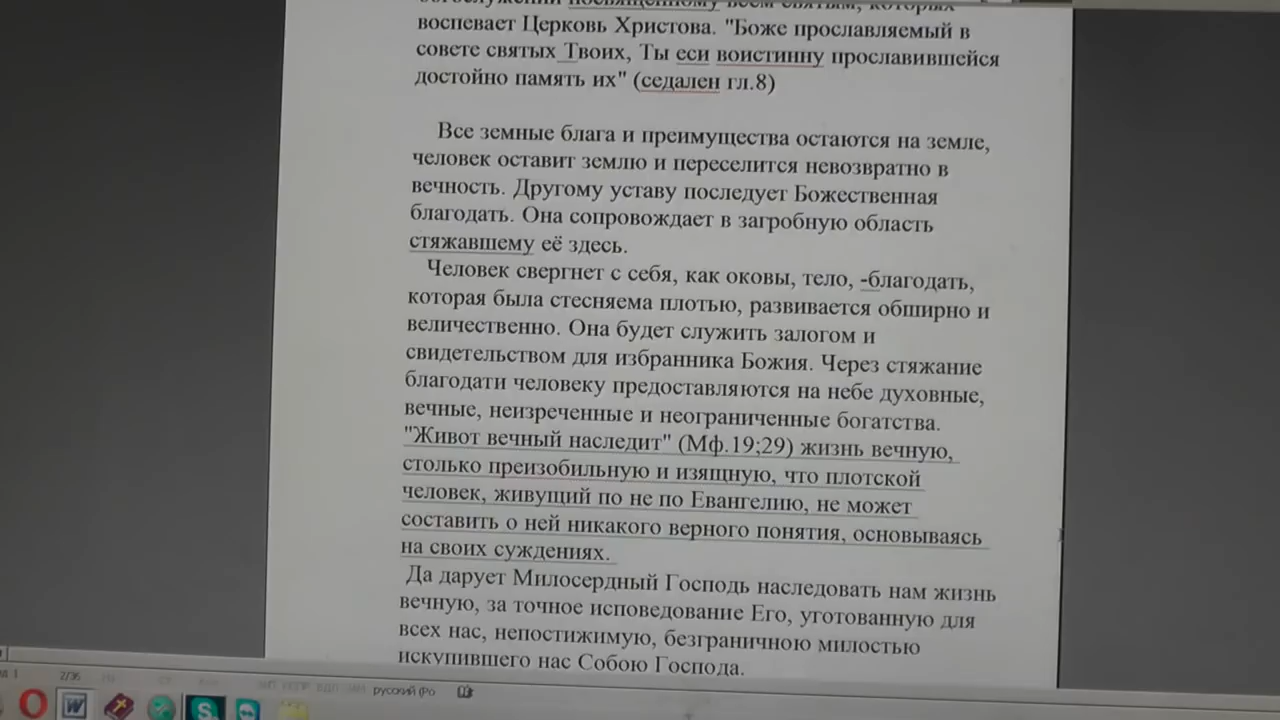 богослужении посвященному всем святым, которых
воспевает Церковь Христова. "Боже прославляемый в
совете святых Твоих, Ты еси воистинну прославившейся
достойно память их" (седален гл.8)
Все земные блага и преимущества остаются на земле,
человек оставит землю и переселится невозвратно в
вечность. Другому уставу последует Божественная
благодать. Она сопровождает в загробную область
стяжавшему её здесь.
Человек свергнет с себя, как оковы, тело, -благодать,
которая была стесняема плотью, развивается обширно и
величественно. Она будет служить залогом и
свидетельством для избранника Божия. Через стяжание
благодати человеку предоставляются на небе духовные,
вечные, неизреченные и неограниченные богатства.
"Живот вечный наследит" (Мф.19;29) жизнь вечную,
столько преизобильную и изящную, что плотской
человек, живущий по не по Евангелию, не может
составить о ней никакого верного понятия, основываясь
на своих суждениях.
Да дарует Милосердный Господь наследовать нам жизнь
вечную, за точное исповедование Его, уготованную для
всех нас, непостижимую, безграничною милостью
искупившего нас Собою Господа.
2/36 русский (Ро